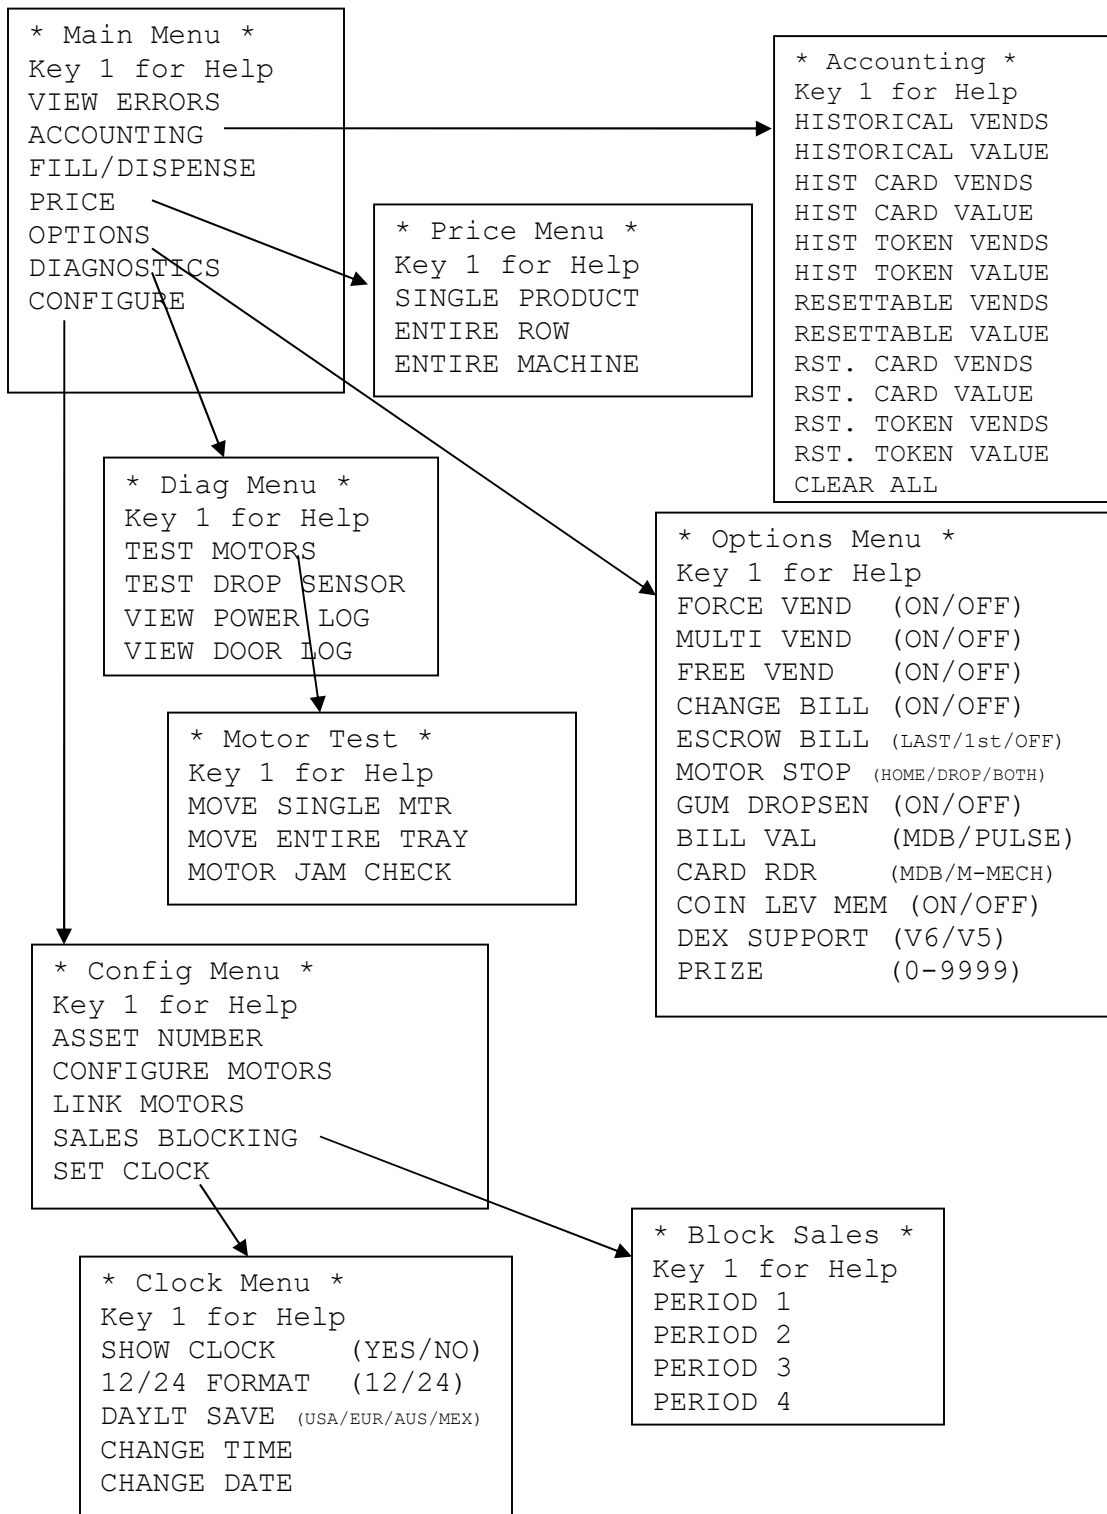 * Main Menu *
Key 1 for Help
VIEW ERRORS
ACCOUNTING
FILL/DISPENSE
PRICE
OPTIONS
DIAGNOSTICS
CONFIGURE
* Accounting *
Key 1 for Help
HISTORICAL VENDS
HISTORICAL VALUE
HIST CARD VENDS
HIST CARD VALUE
HIST TOKEN VENDS
HIST TOKEN VALUE
RESETTABLE VENDS
RESETTABLE VALUE
RST. CARD VENDS
RST. CARD VALUE
RST. TOKEN VENDS
RST. TOKEN VALUE
CLEAR ALL
* Price Menu *
Key 1 for Help
SINGLE PRODUCT
ENTIRE ROW
ENTIRE MACHINE
* Diag Menu *
Key 1 for Help
TEST MOTORS
TEST DROP SENSOR
VIEW POWER LOG
VIEW DOOR LOG
* Options Menu *
Key 1 for Help
FORCE VEND (ON/OFF)
MULTI VEND (ON/OFF)
FREE VEND (ON/OFF)
CHANGE BILL (ON/OFF)
ESCROW BILL (LAST/1st/OFF)
MOTOR STOP (HOME/DROP/BOTH)
GUM DROPSEN (ON/OFF)
BILL VAL (MDB/PULSE)
CARD RDR (MDB/M-MECH)
COIN LEV MEM (ON/OFF)
DEX SUPPORT (V6/V5)
PRIZE (0-9999)
* Motor Test *
Key 1 for Help
MOVE SINGLE MTR
MOVE ENTIRE TRAY
MOTOR JAM CHECK
* Config Menu *
Key 1 for Help
ASSET NUMBER
CONFIGURE MOTORS
LINK MOTORS
SALES BLOCKING
SET CLOCK
* Block Sales *
Key 1 for Help
PERIOD 1
PERIOD 2
PERIOD 3
PERIOD 4
* Clock Menu *
Key 1 for Help
SHOW CLOCK (YES/NO)
12/24 FORMAT (12/24)
DAYLT SAVE (USA/EUR/AUS/MEX)
CHANGE TIME
CHANGE DATE